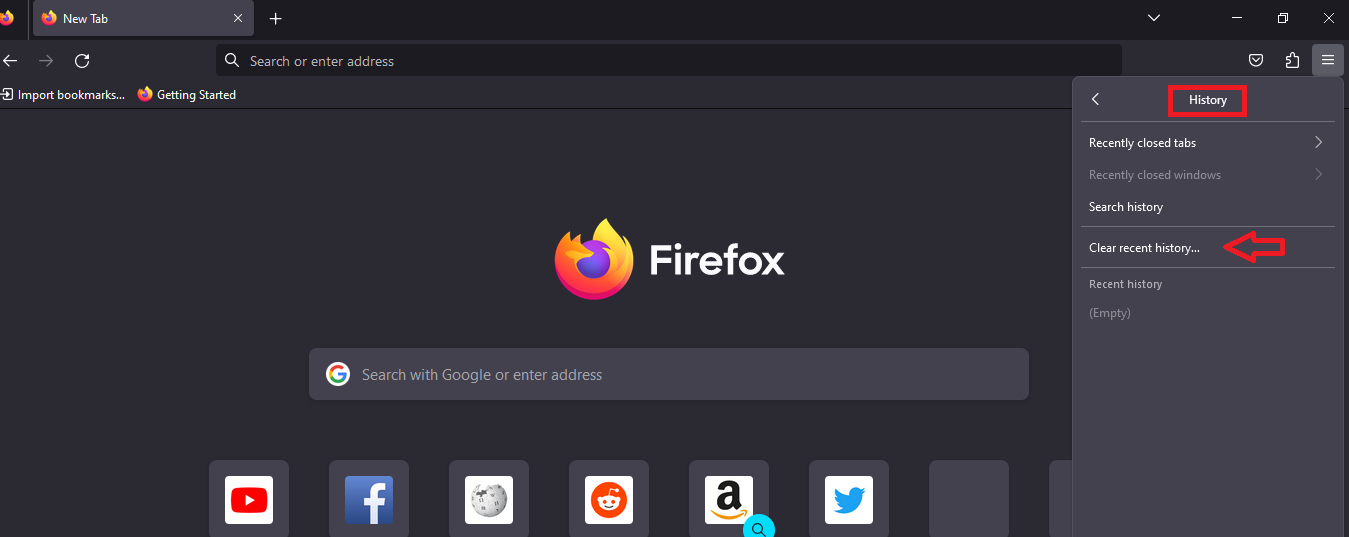 New Tab
Search or enter address
Import bookmarks...
Getting Started
History
Recently closed tabs
Recently closed windows
Search history
Clear recent history...
Recent history
(Empty)
Firefox
Search with Google or enter address